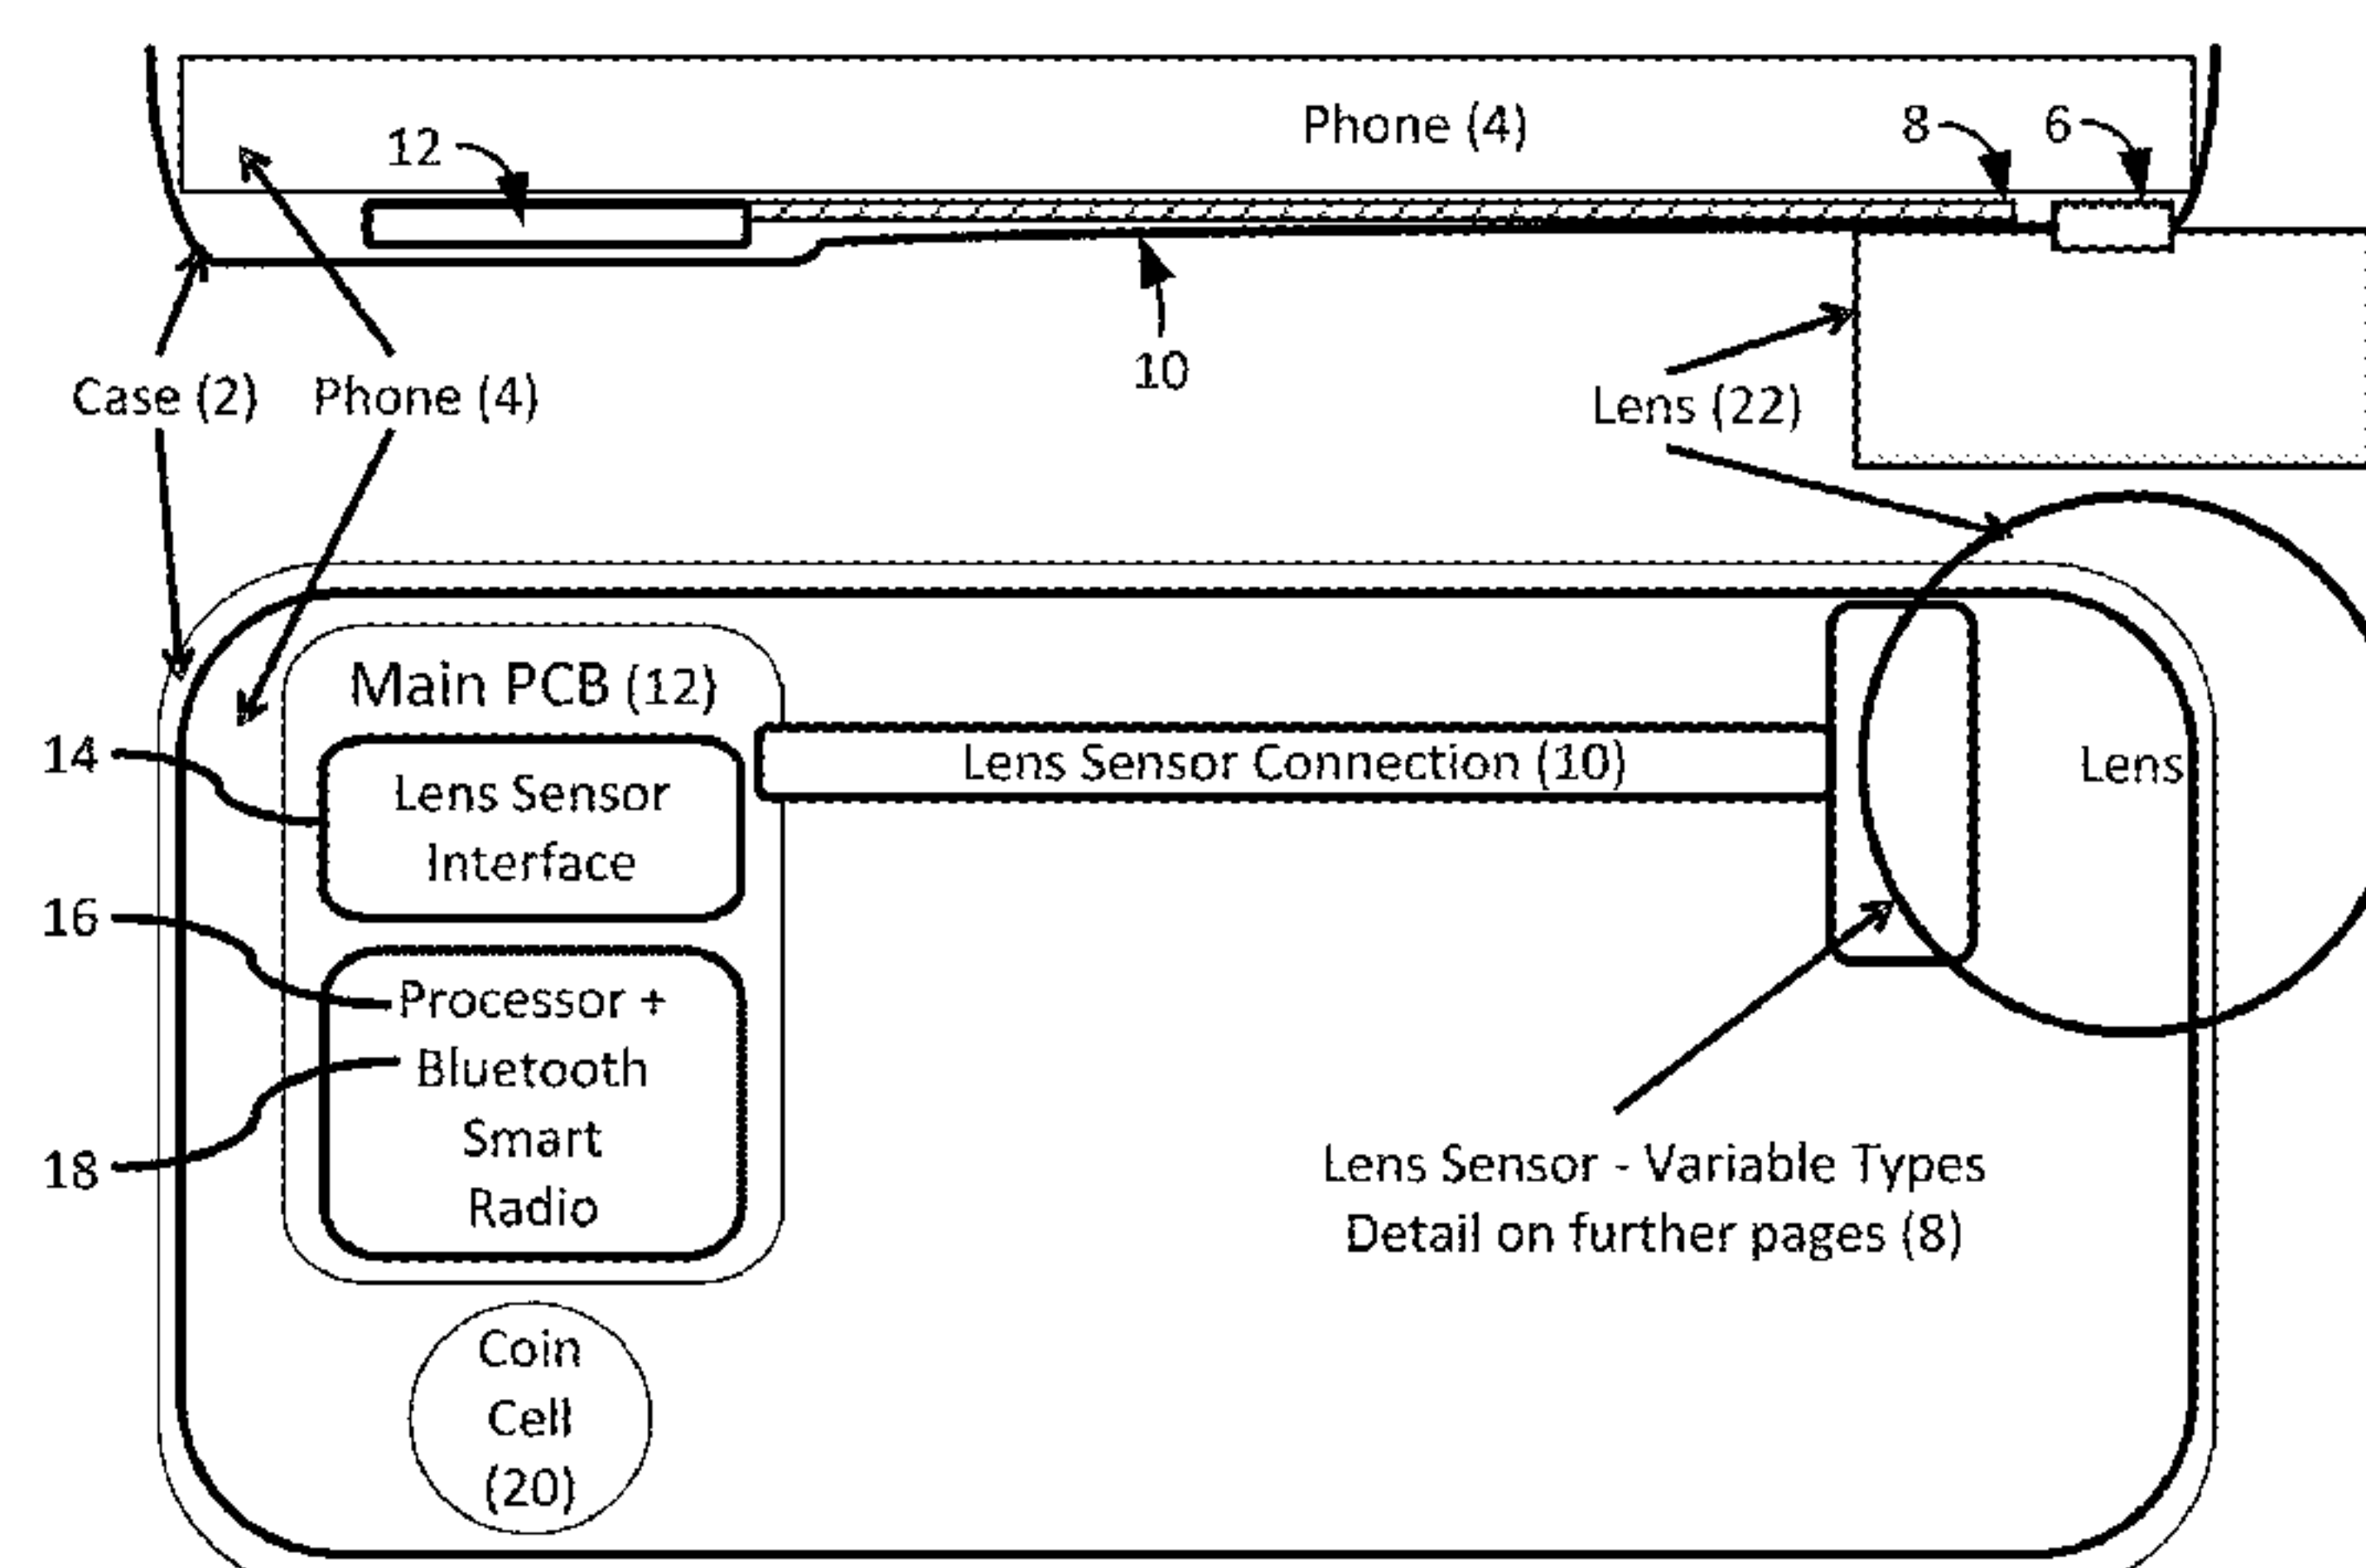 Phone (4)
8
6
12
10
Case (2)
Phone (4)
Lens (22)
Main PCB (12)
14
Lens Sensor
Interface
Lens Sensor Connection (10)
Lens
16
Processor +
Bluetooth
Smart
Radio
18
Lens Sensor - Variable Types
Detail on further pages (8)
Coin
Cell
(20)